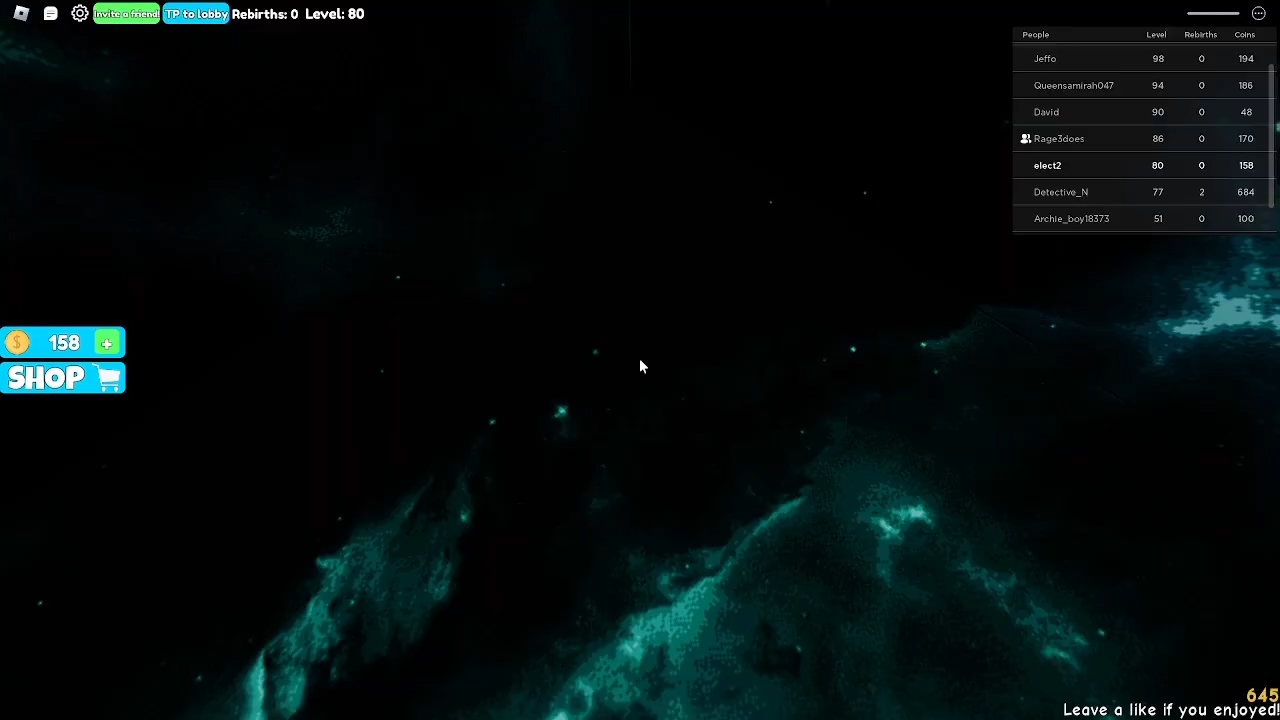 Invite a friend! TP to lobby Rebirths: 0 Level: 80
People Level Rebirths Coins
Jeffo 98 0 194
Queensamirah047 94 0 186
David 90 0 48
Rage3does 86 0 170
elect2 80 0 158
Detective_N 77 2 684
Archie_boy18373 51 0 100
158 +
SHOP
645
Leave a like if you enjoyed!